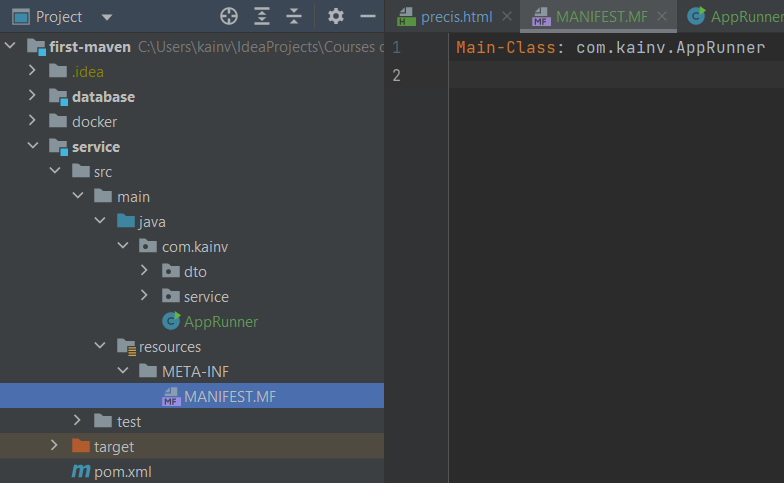 Project
precis.html
MANIFEST.MF
AppRunner
first-maven C:\Users\kainv\IdeaProjects\Courses
1 Main-Class: com.kainv.AppRunner
2
.idea
database
docker
service
src
main
java
com.kainv
dto
service
AppRunner
resources
META-INF
MANIFEST.MF
test
target
pom.xml